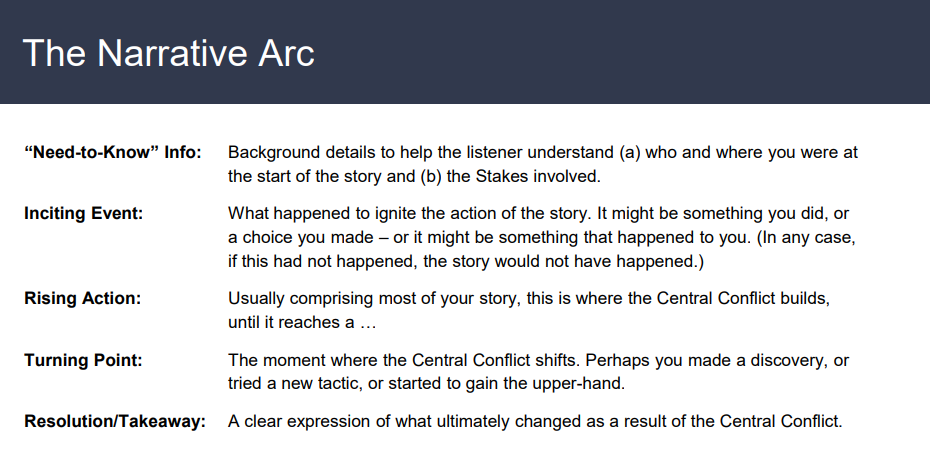 The Narrative Arc
“Need-to-Know” Info: Background details to help the listener understand (a) who and where you were at
the start of the story and (b) the Stakes involved.
Inciting Event: What happened to ignite the action of the story. It might be something you did, or
a choice you made – or it might be something that happened to you. (In any case,
if this had not happened, the story would not have happened.)
Rising Action: Usually comprising most of your story, this is where the Central Conflict builds,
until it reaches a …
Turning Point: The moment where the Central Conflict shifts. Perhaps you made a discovery, or
tried a new tactic, or started to gain the upper-hand.
Resolution/Takeaway: A clear expression of what ultimately changed as a result of the Central Conflict.